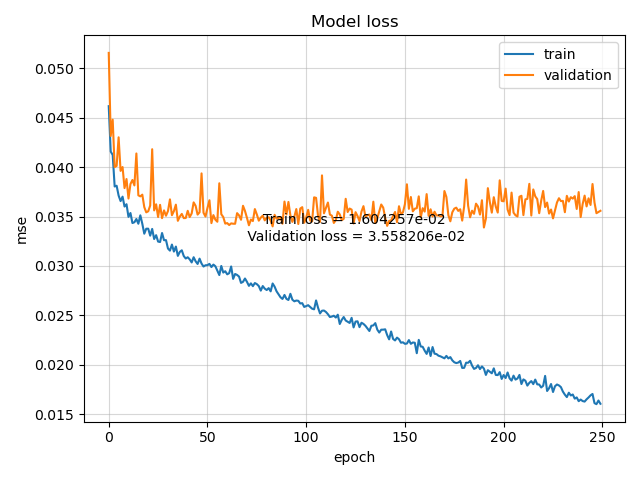 Model loss
train
validation
0.050
0.045
0.040
0.035
0.030
0.025
0.020
0.015
mse
Train loss = 1.604257e-02
Validation loss = 3.558206e-02
0 50 100 150 200 250
epoch